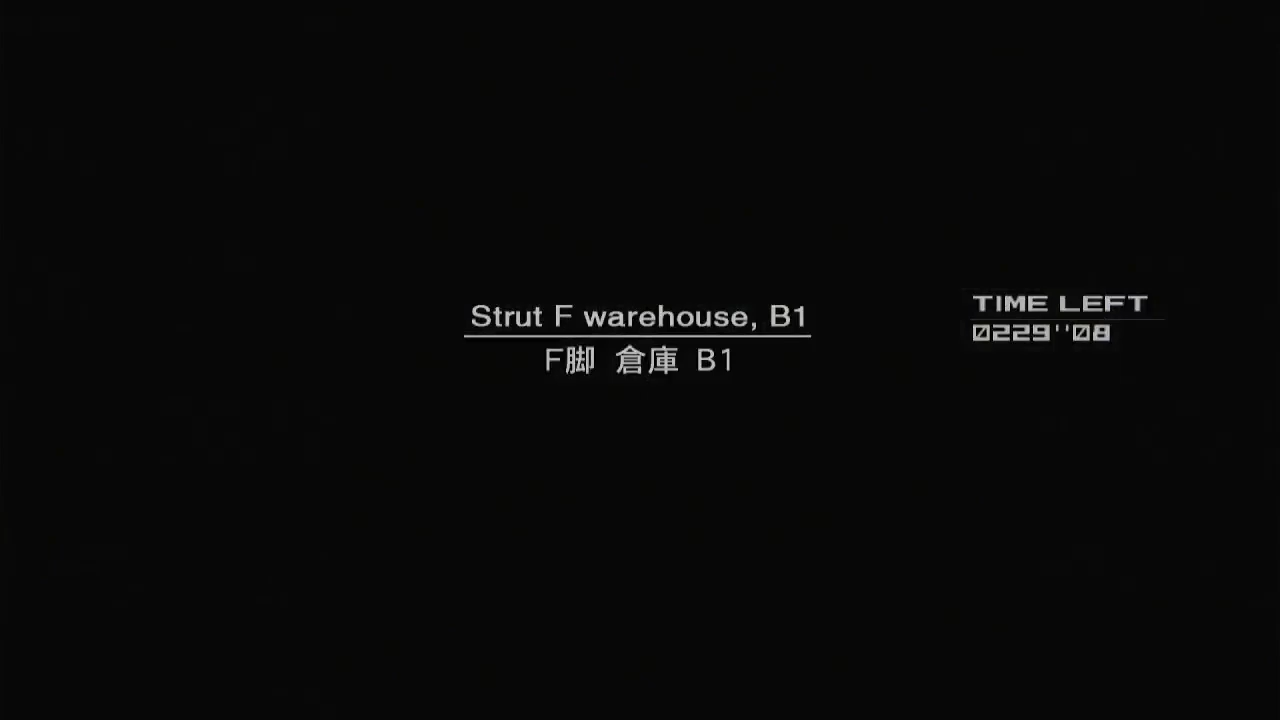 Strut F warehouse, B1
F脚 倉庫 B1
TIME LEFT
0229''08